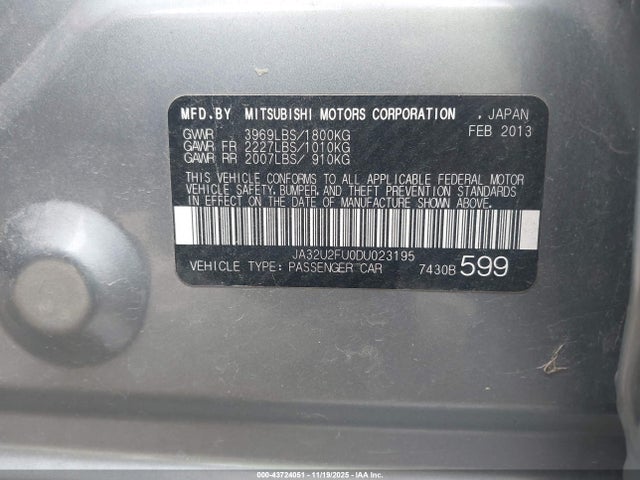 MFD.BY MITSUBISHI MOTORS CORPORATION , JAPAN
GVWR 3969LBS/1800KG FEB 2013
GAWR FR 2227LBS/1010KG
GAWR RR 2007LBS/ 910KG
THIS VEHICLE CONFORMS TO ALL APPLICABLE FEDERAL MOTOR
VEHICLE SAFETY, BUMPER, AND THEFT PREVENTION STANDARDS
IN EFFECT ON THE DATE OF MANUFACTURE SHOWN ABOVE.
JA32U2FU0DU023195
VEHICLE TYPE: PASSENGER CAR 7430B 599
000-43724051 - 11/19/2025 - IAA Inc.